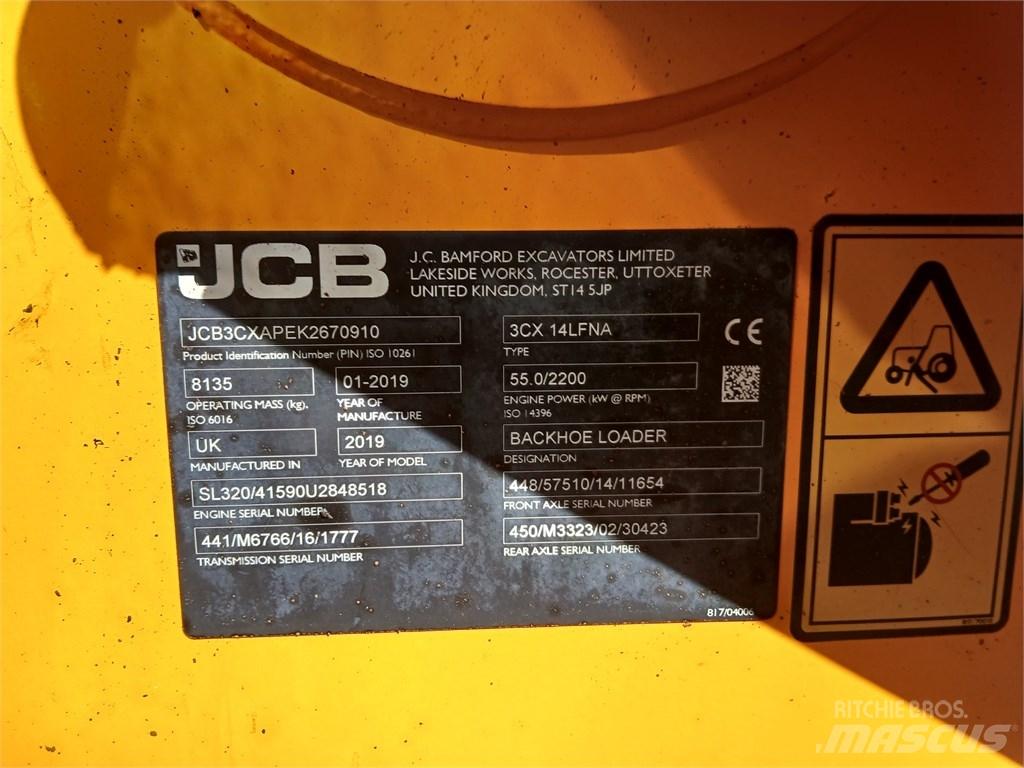 JCB
J.C. BAMFORD EXCAVATORS LIMITED
LAKESIDE WORKS, ROCESTER, UTTOXETER
UNITED KINGDOM, ST14 5JP
JCB3CXAPEK2670910
Product Identification Number (PIN) ISO 10261
3CX 14LFNA
TYPE
CE
8135
OPERATING MASS (kg),
ISO 6016
01-2019
YEAR OF
MANUFACTURE
55.0/2200
ENGINE POWER (kW @ RPM)
ISO 14396
UK
MANUFACTURED IN
2019
YEAR OF MODEL
BACKHOE LOADER
DESIGNATION
SL320/41590U2848518
ENGINE SERIAL NUMBER
448/57510/14/11654
FRONT AXLE SERIAL NUMBER
441/M6766/16/1777
TRANSMISSION SERIAL NUMBER
450/M3323/02/30423
REAR AXLE SERIAL NUMBER
817/04006
RITCHIE BROS.
MASCUS